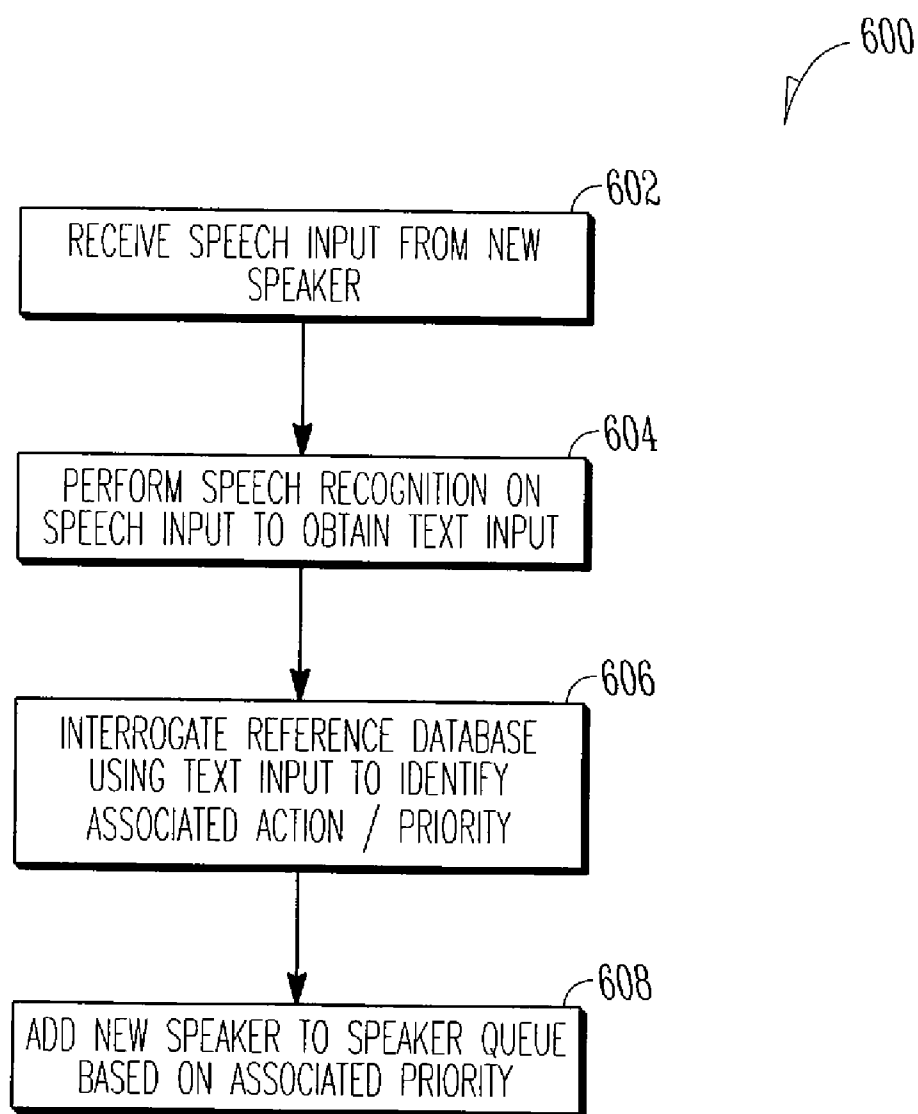 600
602
RECEIVE SPEECH INPUT FROM NEW
SPEAKER
604
PERFORM SPEECH RECOGNITION ON
SPEECH INPUT TO OBTAIN TEXT INPUT
606
INTERROGATE REFERENCE DATABASE
USING TEXT INPUT TO IDENTIFY
ASSOCIATED ACTION / PRIORITY
608
ADD NEW SPEAKER TO SPEAKER QUEUE
BASED ON ASSOCIATED PRIORITY